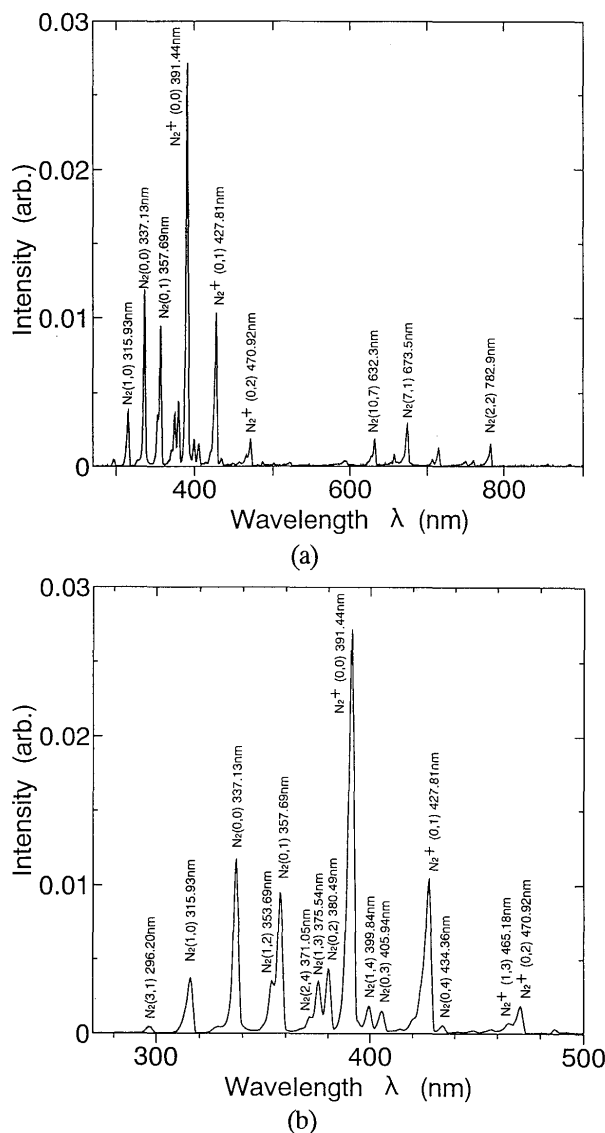 0.03
0.02
0.01
0
Intensity (arb.)
N₂(1,0) 315.93nm
N₂(0,0) 337.13nm
N₂(0,1) 357.69nm
N₂⁺ (0,0) 391.44nm
N₂⁺ (0,1) 427.81nm
N₂⁺ (0,2) 470.92nm
N₂(10,7) 632.3nm
N₂(7,1) 673.5nm
N₂(2,2) 782.9nm
400 600 800
Wavelength λ (nm)
(a)
0.03
0.02
0.01
0
Intensity (arb.)
N₂(3,1) 296.20nm
N₂(1,0) 315.93nm
N₂(0,0) 337.13nm
N₂(1,2) 353.69nm
N₂(0,1) 357.69nm
N₂(2,4) 371.05nm
N₂(1,3) 375.54nm
N₂(0,2) 380.49nm
N₂⁺ (0,0) 391.44nm
N₂(1,4) 399.84nm
N₂(0,3) 405.94nm
N₂⁺ (0,1) 427.81nm
N₂(0,4) 434.36nm
N₂⁺ (1,3) 465.18nm
N₂⁺ (0,2) 470.92nm
300 400 500
Wavelength λ (nm)
(b)